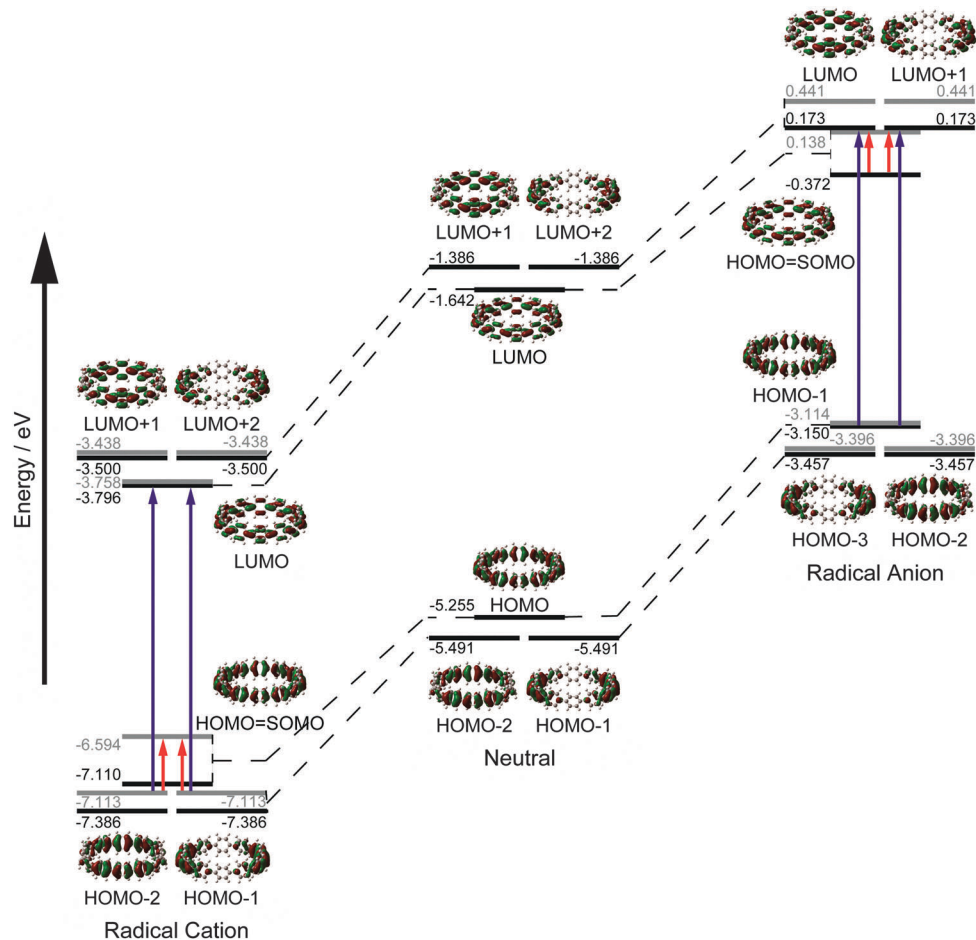 LUMO LUMO+1
0.441 0.441
0.173 0.173
0.138
-0.372
HOMO=SOMO
HOMO-1
-3.114
-3.150
-3.396 -3.396
-3.457 -3.457
HOMO-3 HOMO-2
Radical Anion
LUMO+1 LUMO+2
-1.386 -1.386
-1.642
LUMO
HOMO
-5.255
-5.491 -5.491
HOMO-2 HOMO-1
Neutral
Energy / eV
LUMO+1 LUMO+2
-3.438 -3.438
-3.500 -3.500
-3.758
-3.796
LUMO
HOMO=SOMO
-6.594
-7.110
-7.113 -7.113
-7.386 -7.386
HOMO-2 HOMO-1
Radical Cation